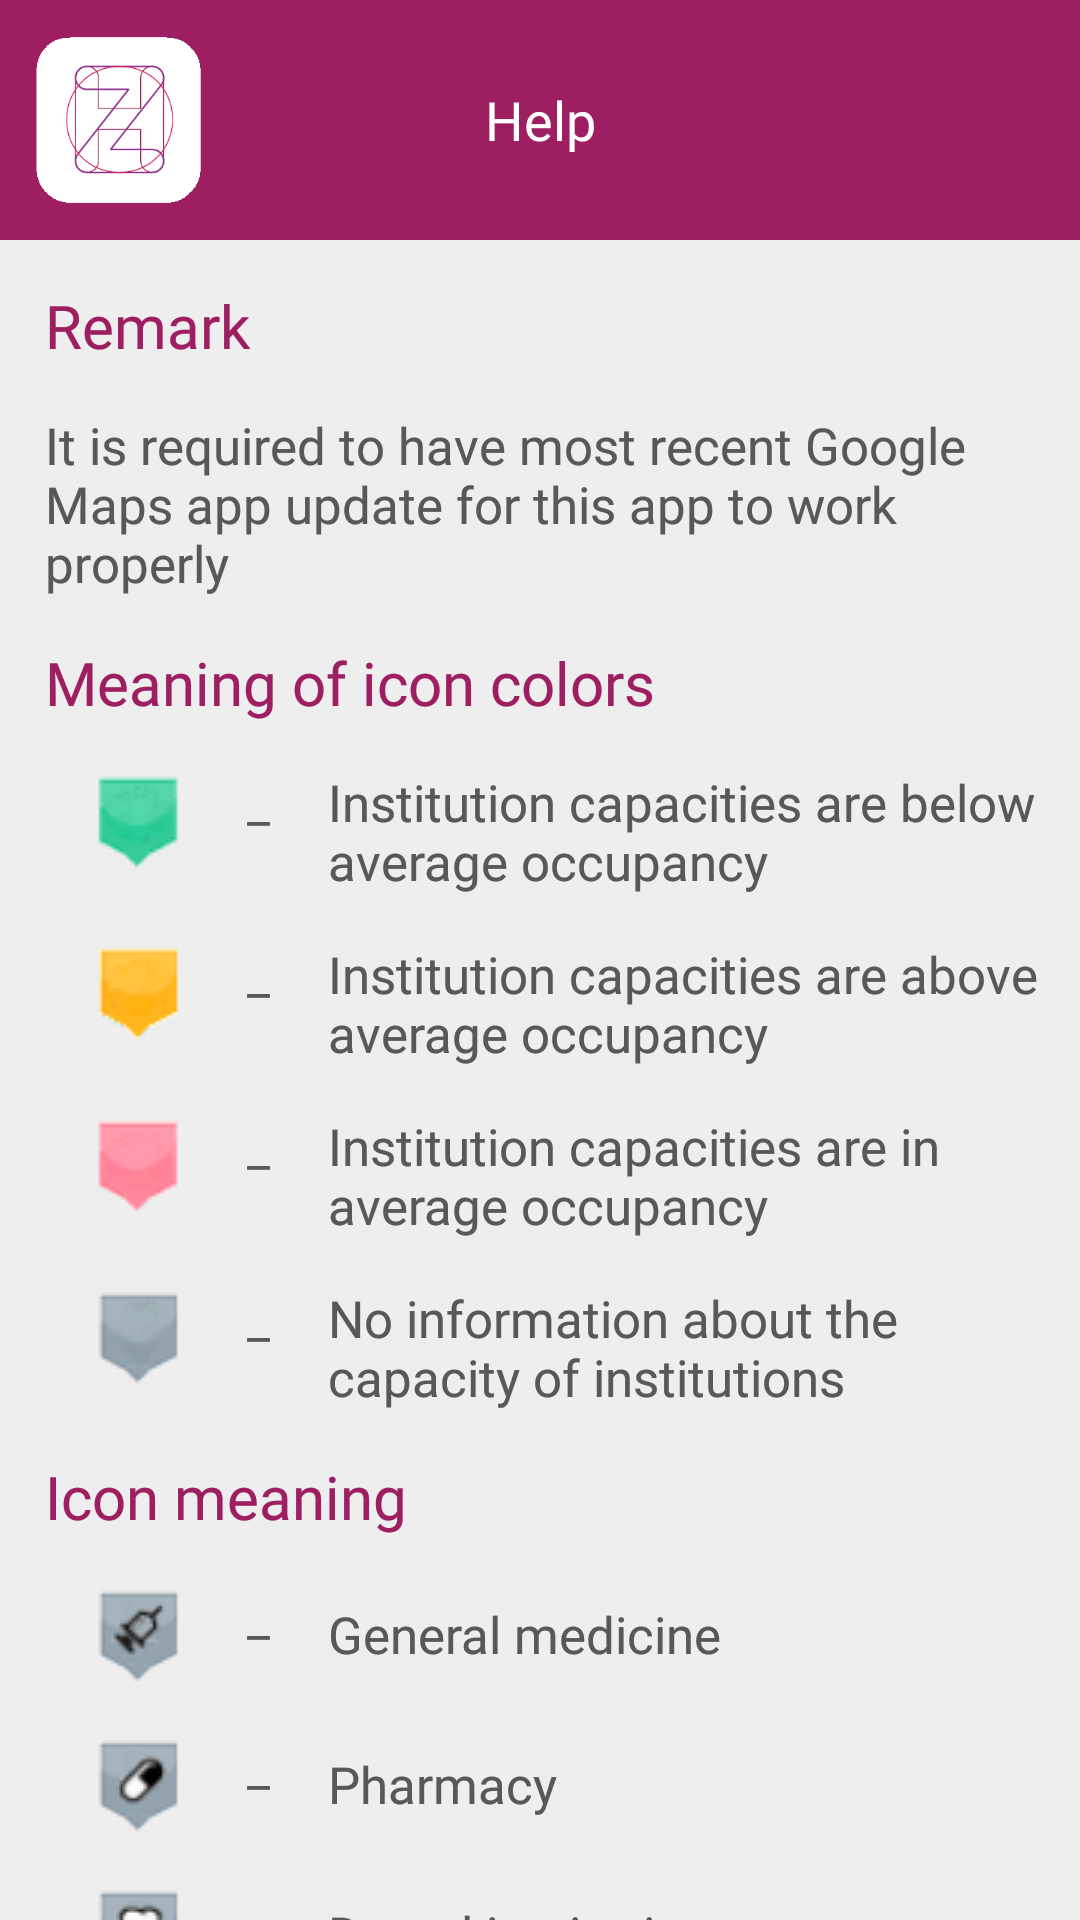 Help
Remark
It is required to have most recent Google
Maps app update for this app to work
properly
Meaning of icon colors
– Institution capacities are below
average occupancy
– Institution capacities are above
average occupancy
– Institution capacities are in
average occupancy
– No information about the
capacity of institutions
Icon meaning
– General medicine
– Pharmacy